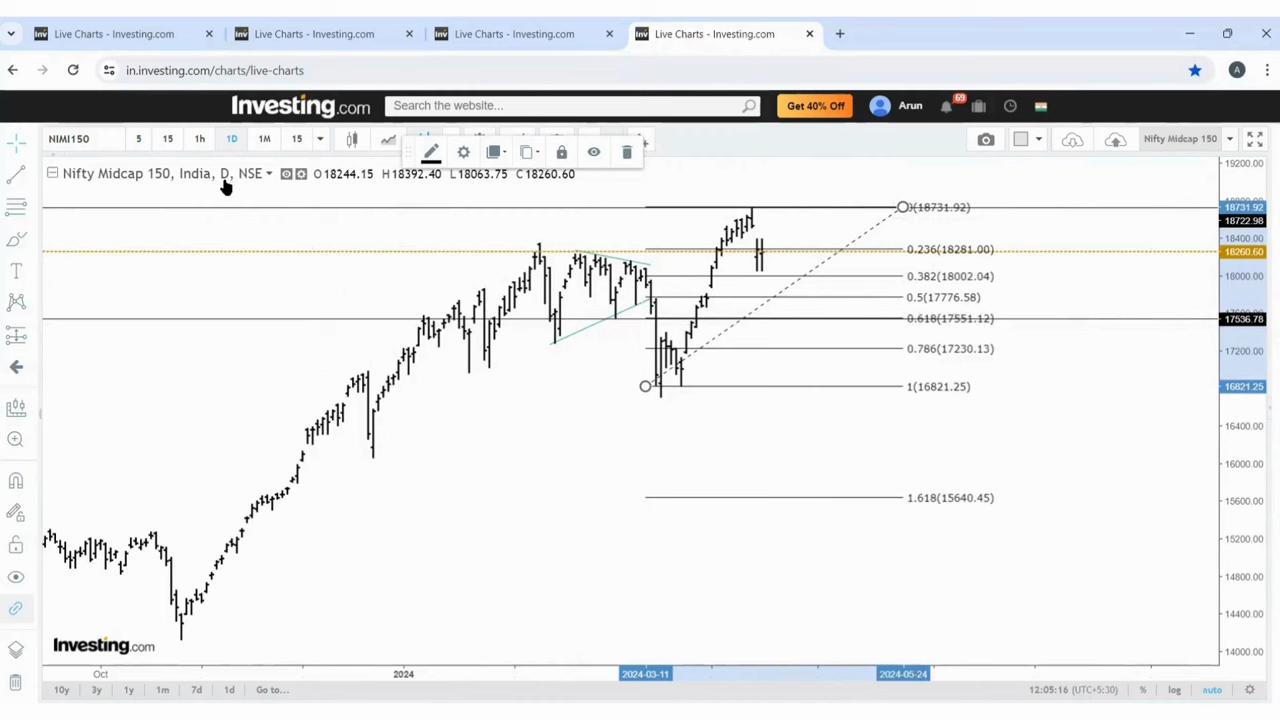 Live Charts - Investing.com
Live Charts - Investing.com
Live Charts - Investing.com
Live Charts - Investing.com
in.investing.com/charts/live-charts
A
Investing.com
Search the website...
Get 40% Off
Arun
69
NIMI150
5
15
1h
1D
1M
15
Nifty Midcap 150
Nifty Midcap 150, India, D, NSE
O18244.15 H18392.40 L18063.75 C18260.60
19200.00
18731.92
18722.98
18400.00
18260.60
18000.00
17536.78
17200.00
16821.25
16400.00
16000.00
15600.00
15200.00
14800.00
14400.00
14000.00
(18731.92)
0.236(18281.00)
0.382(18002.04)
0.5(17776.58)
0.618(17551.12)
0.786(17230.13)
1(16821.25)
1.618(15640.45)
Investing.com
Oct
2024
2024-03-11
2024-05-24
10y
3y
1y
1m
7d
1d
Go to...
12:05:16 (UTC+5:30)
%
log
auto